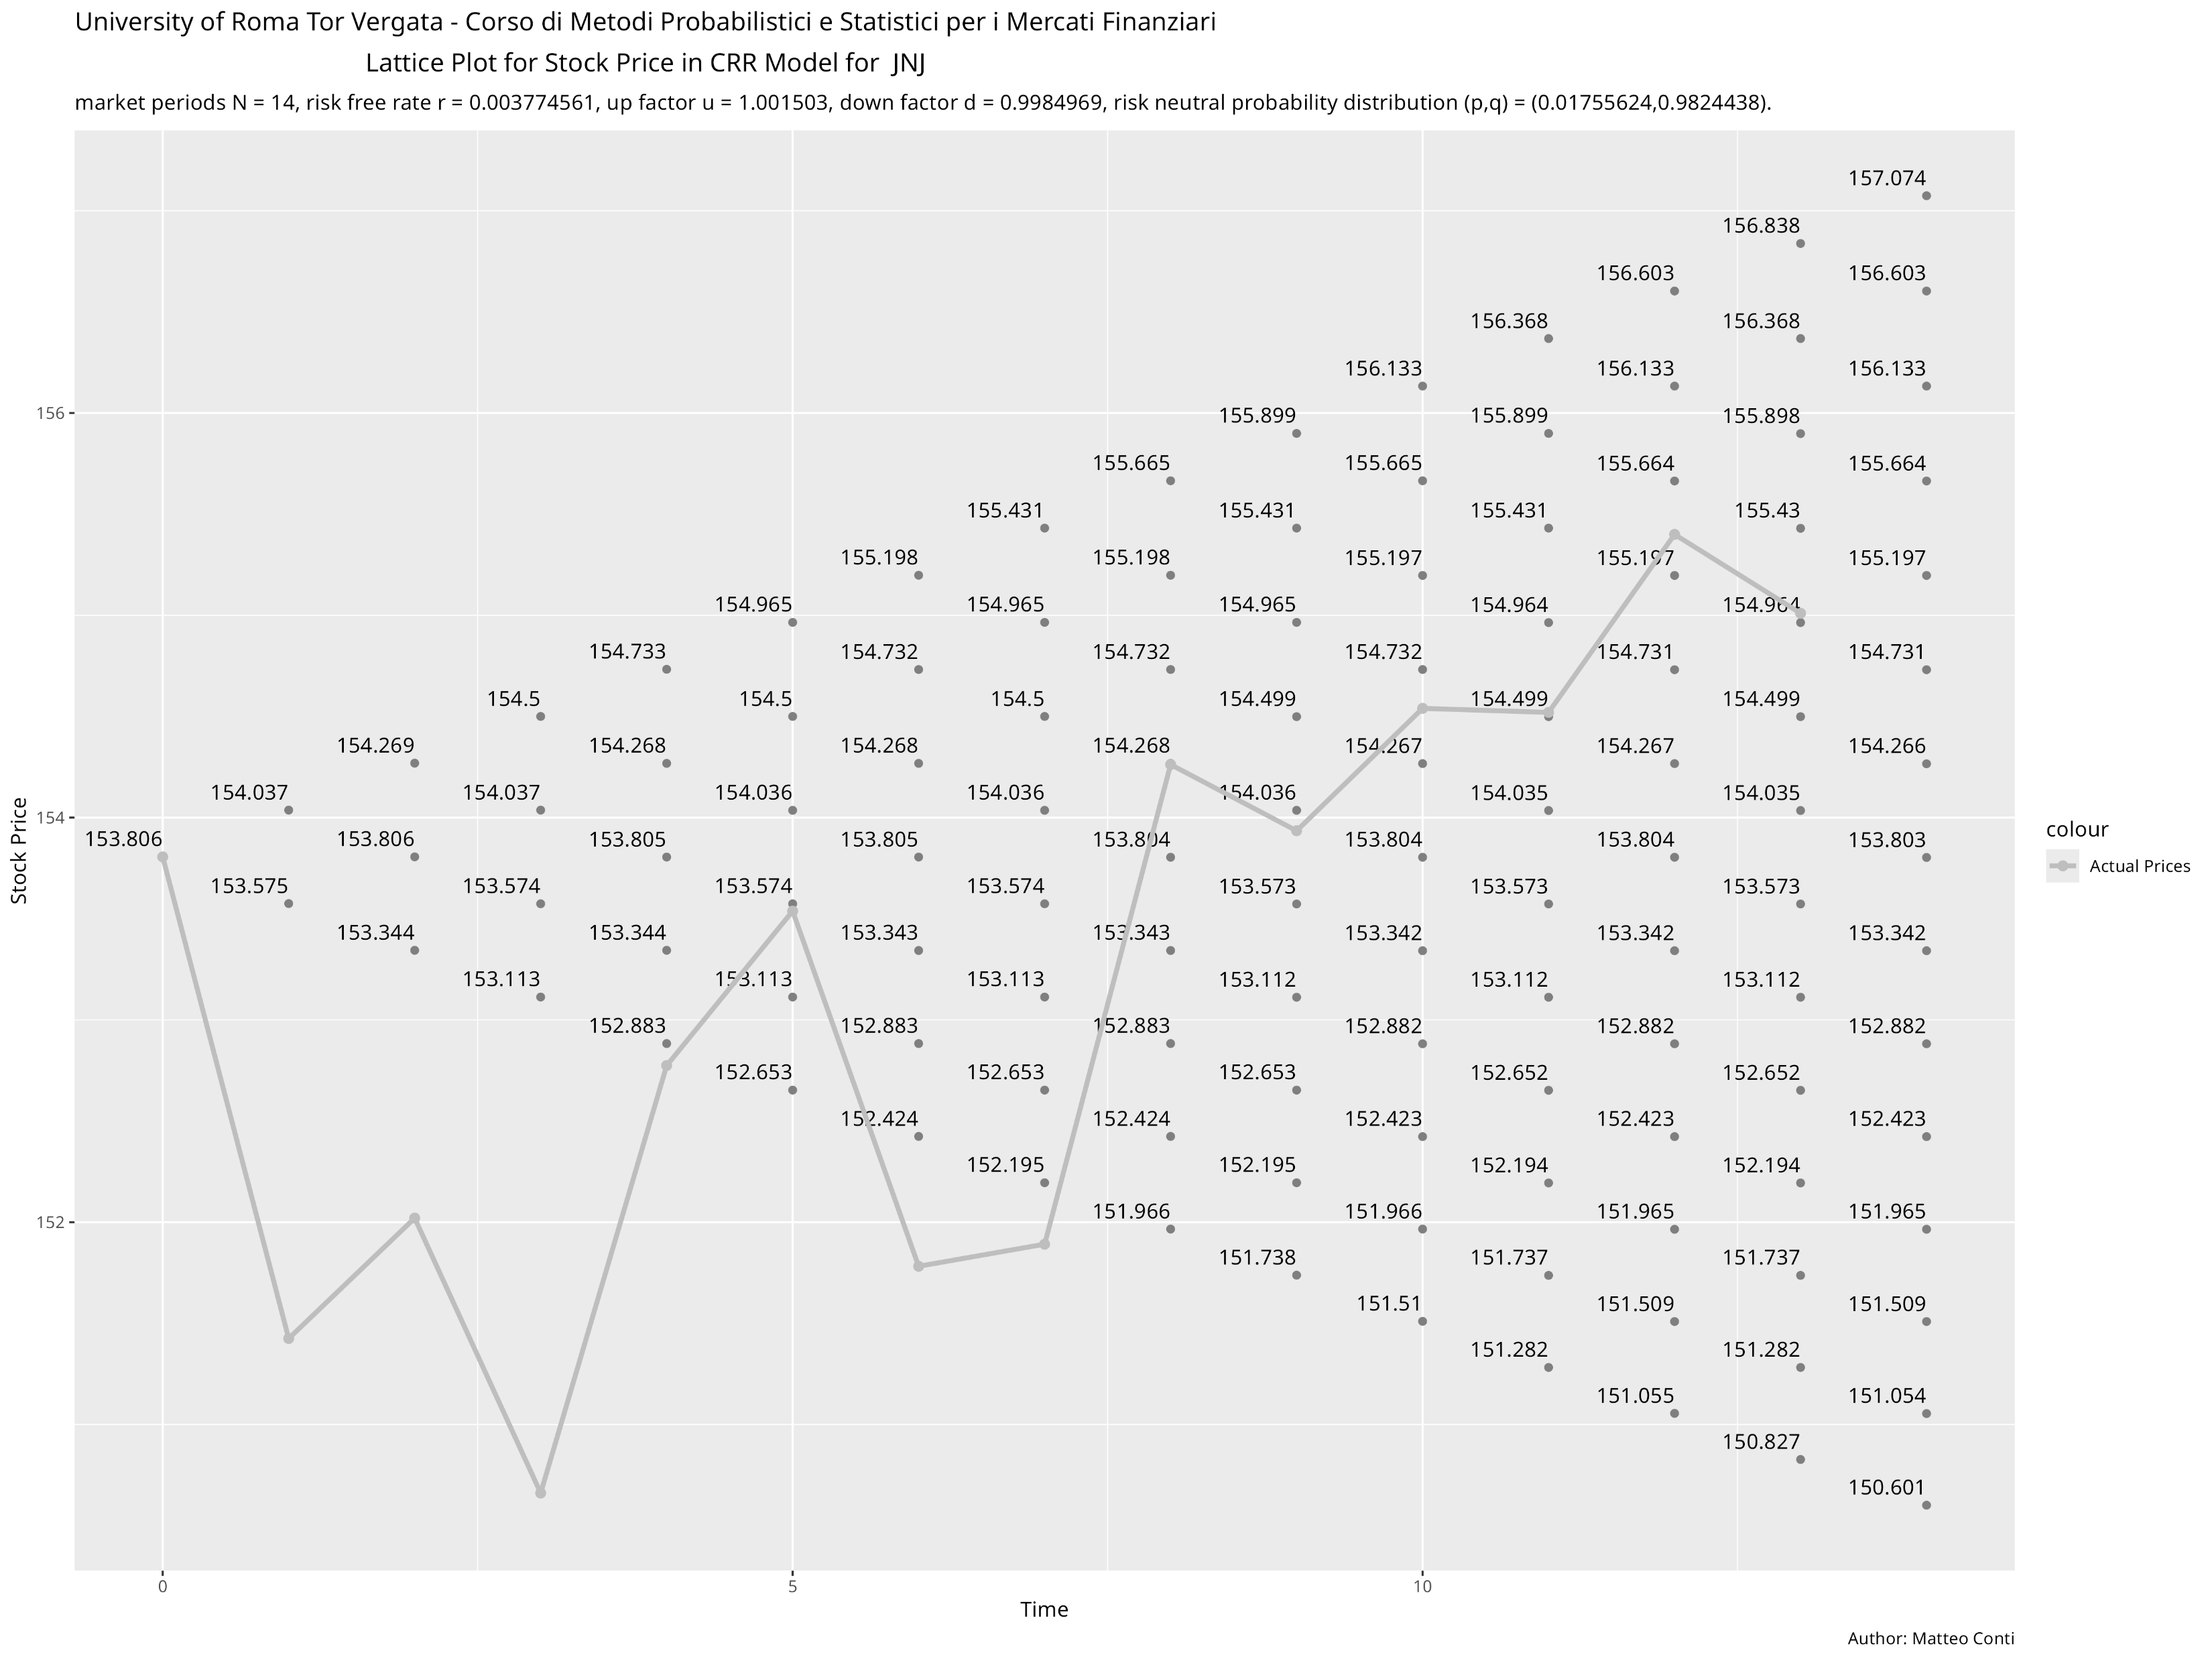 University of Roma Tor Vergata - Corso di Metodi Probabilistici e Statistici per i Mercati Finanziari
Lattice Plot for Stock Price in CRR Model for  JNJ
market periods N = 14, risk free rate r = 0.003774561, up factor u = 1.001503, down factor d = 0.9984969, risk neutral probability distribution (p,q) = (0.01755624,0.9824438).
157.074
156.838
156.603 156.603
156.368 156.368
156.133 156.133 156.133
156
155.899 155.899 155.898
155.665 155.665 155.664 155.664
155.431 155.431 155.431 155.43
155.198 155.198 155.197 155.197 155.197
154.965 154.965 154.965 154.964 154.964
154.733 154.732 154.732 154.732 154.731 154.731
154.5 154.5 154.5 154.499 154.499 154.499
154.269 154.268 154.268 154.268 154.267 154.267 154.266
154.037 154.037 154.036 154.036 154.036 154.035 154.035
154
153.806 153.806 153.805 153.805 153.804 153.804 153.804 153.803
153.575 153.574 153.574 153.574 153.573 153.573 153.573
153.344 153.344 153.343 153.343 153.342 153.342 153.342
153.113 153.113 153.113 153.112 153.112 153.112
152.883 152.883 152.883 152.882 152.882 152.882
152.653 152.653 152.653 152.652 152.652
152.424 152.424 152.423 152.423 152.423
152.195 152.195 152.194 152.194
152
151.966 151.966 151.965 151.965
151.738 151.737 151.737
151.51 151.509 151.509
151.282 151.282
151.055 151.054
150.827
150.601
Stock Price
colour
Actual Prices
0 5 10
Time
Author: Matteo Conti